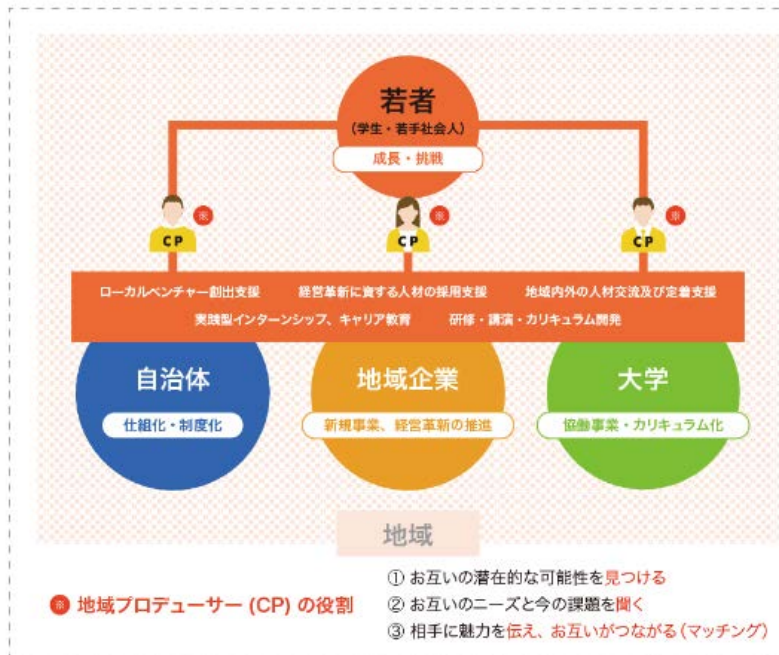 若者
(学生・若手社会人)
成長・挑戦
※
※
※
CP
CP
CP
ローカルベンチャー創出支援
経営革新に資する人材の採用支援
地域内外の人材交流及び定着支援
実践型インターンシップ、キャリア教育
研修・講演・カリキュラム開発
自治体
仕組化・制度化
地域企業
新規事業、経営革新の推進
大学
協働事業・カリキュラム化
地域
※ 地域プロデューサー (CP) の役割
① お互いの潜在的な可能性を見つける
② お互いのニーズと今の課題を聞く
③ 相手に魅力を伝え、お互いがつながる(マッチング)